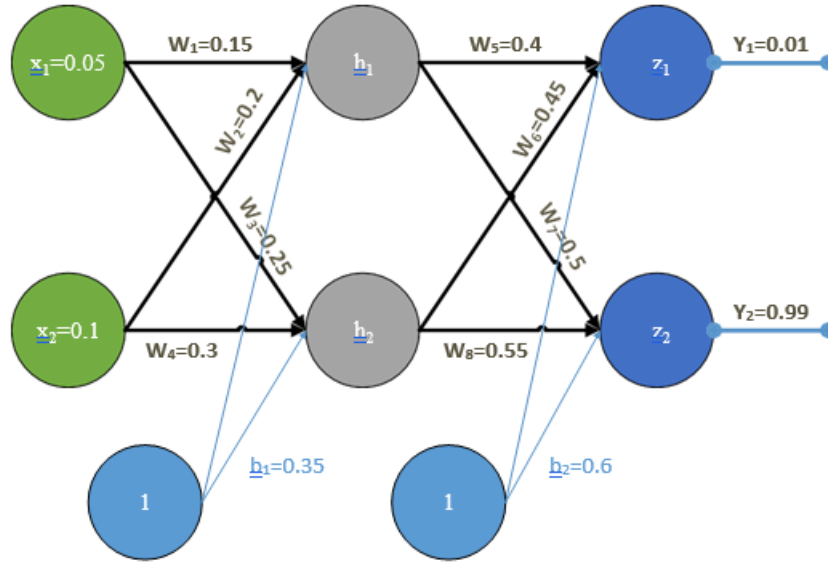 x₁=0.05
W₁=0.15
h₁
W₅=0.4
z₁
Y₁=0.01
W₂=0.2
W₆=0.45
W₃=0.25
W₇=0.5
x₂=0.1
W₄=0.3
h₂
W₈=0.55
z₂
Y₂=0.99
1
b₁=0.35
1
b₂=0.6